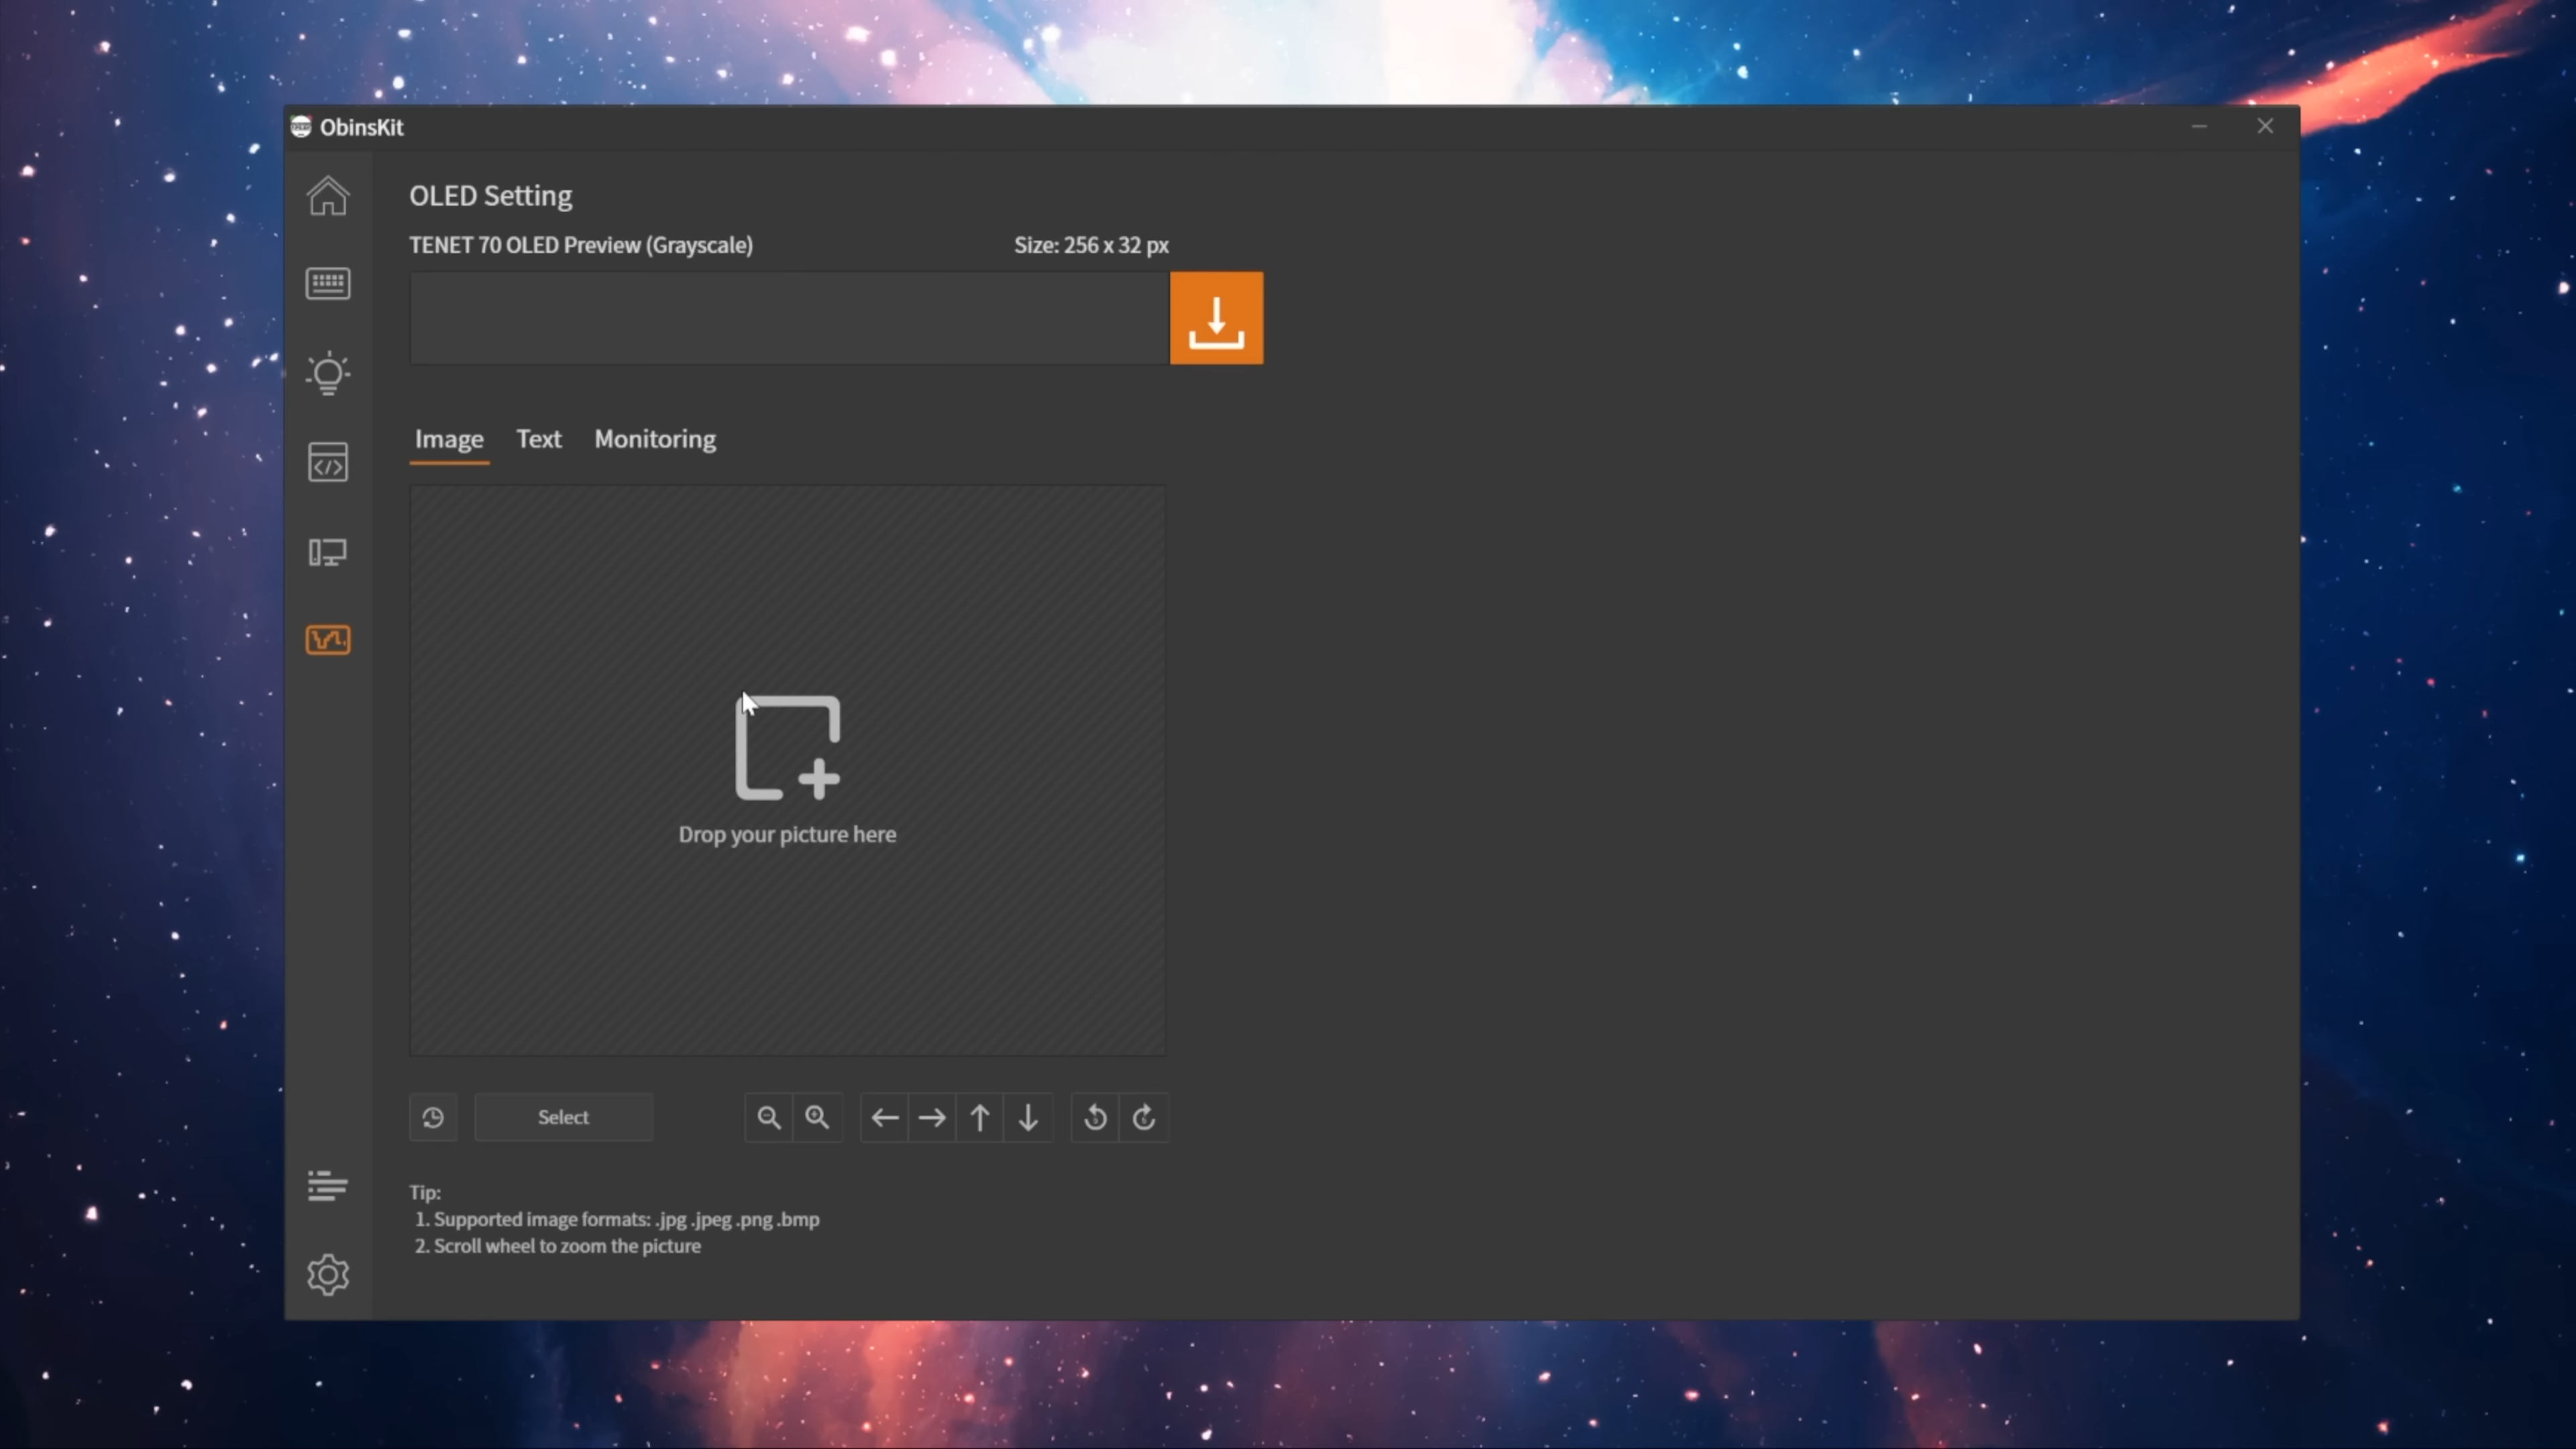 ObinsKit
OLED Setting
TENET 70 OLED Preview (Grayscale)
Size: 256 x 32 px
Image
Text
Monitoring
Drop your picture here
Select
Tip:
1. Supported image formats: .jpg .jpeg .png .bmp
2. Scroll wheel to zoom the picture